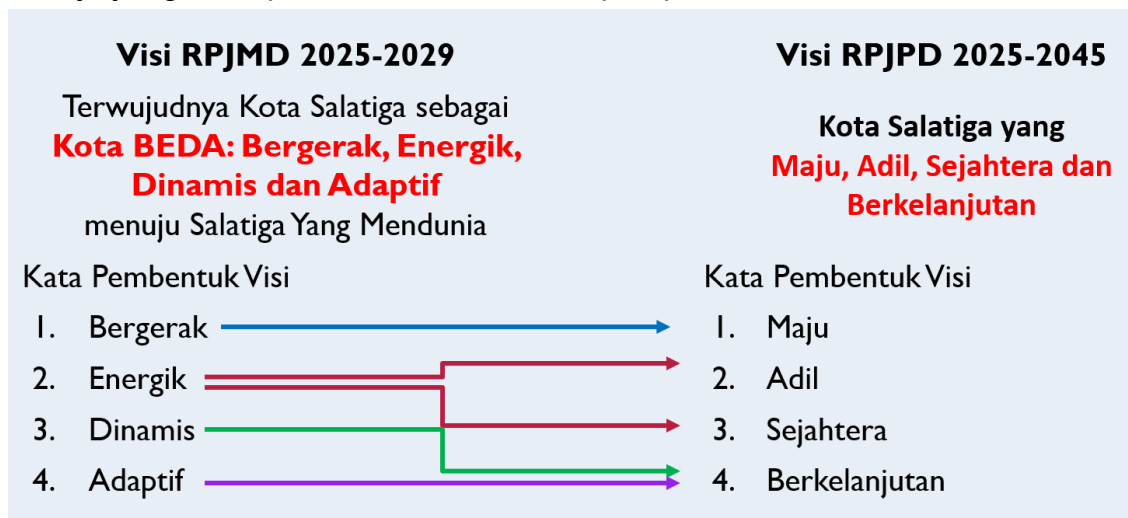 Visi RPJMD 2025-2029
Terwujudnya Kota Salatiga sebagai
Kota BEDA: Bergerak, Energik,
Dinamis dan Adaptif
menuju Salatiga Yang Mendunia
Kata Pembentuk Visi
1. Bergerak
2. Energik
3. Dinamis
4. Adaptif
Visi RPJPD 2025-2045
Kota Salatiga yang
Maju, Adil, Sejahtera dan
Berkelanjutan
Kata Pembentuk Visi
1. Maju
2. Adil
3. Sejahtera
4. Berkelanjutan